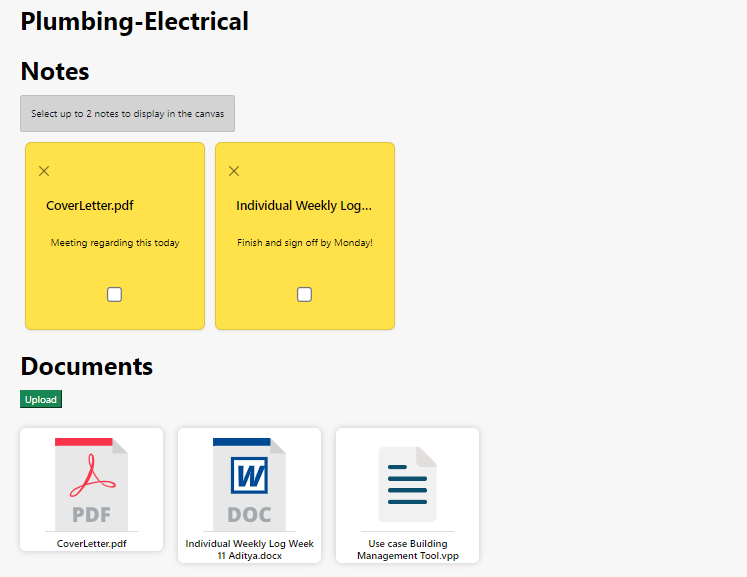 Plumbing-Electrical
Notes
Select up to 2 notes to display in the canvas
CoverLetter.pdf
Meeting regarding this today
Individual Weekly Log...
Finish and sign off by Monday!
Documents
Upload
PDF
CoverLetter.pdf
W
DOC
Individual Weekly Log Week
11 Aditya.docx
Use case Building
Management Tool.vpp